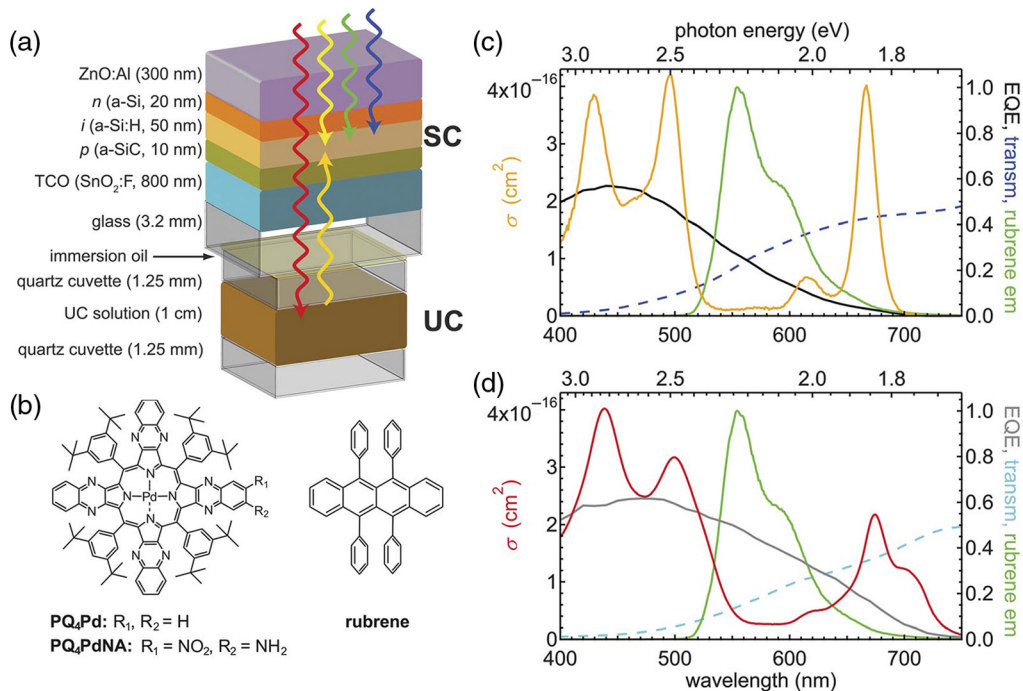 (a)
ZnO:Al (300 nm)
n (a-Si, 20 nm)
i (a-Si:H, 50 nm)
p (a-SiC, 10 nm)
TCO (SnO2:F, 800 nm)
glass (3.2 mm)
immersion oil
quartz cuvette (1.25 mm)
UC solution (1 cm)
quartz cuvette (1.25 mm)
SC
UC
(b)
N N
N N
N N
N Pd N
N N
N N
N N
R1
R2
PQ4Pd: R1, R2 = H
PQ4PdNA: R1 = NO2, R2 = NH2
rubrene
(c)
photon energy (eV)
3.0 2.5 2.0 1.8
4x10-16
3
2
1
0
σ (cm2)
1.0
0.8
0.6
0.4
0.2
0.0
EQE, transm, rubrene em
400 500 600 700
(d)
3.0 2.5 2.0 1.8
4x10-16
3
2
1
0
σ (cm2)
1.0
0.8
0.6
0.4
0.2
0.0
EQE, transm, rubrene em
400 500 600 700
wavelength (nm)